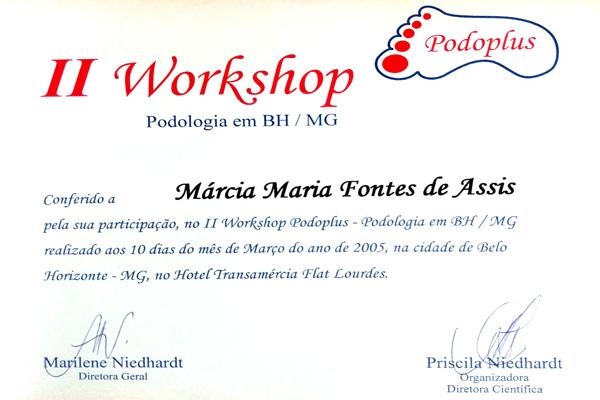 Podoplus
II Workshop
Podologia em BH / MG
Conferido a Márcia Maria Fontes de Assis
pela sua participação, no II Workshop Podoplus - Podologia em BH / MG
realizado aos 10 dias do mês de Março do ano de 2005, na cidade de Belo
Horizonte - MG, no Hotel Transamércia Flat Lourdes.
Marilene Niedhardt
Diretora Geral
Priscila Niedhardt
Organizadora
Diretora Científica